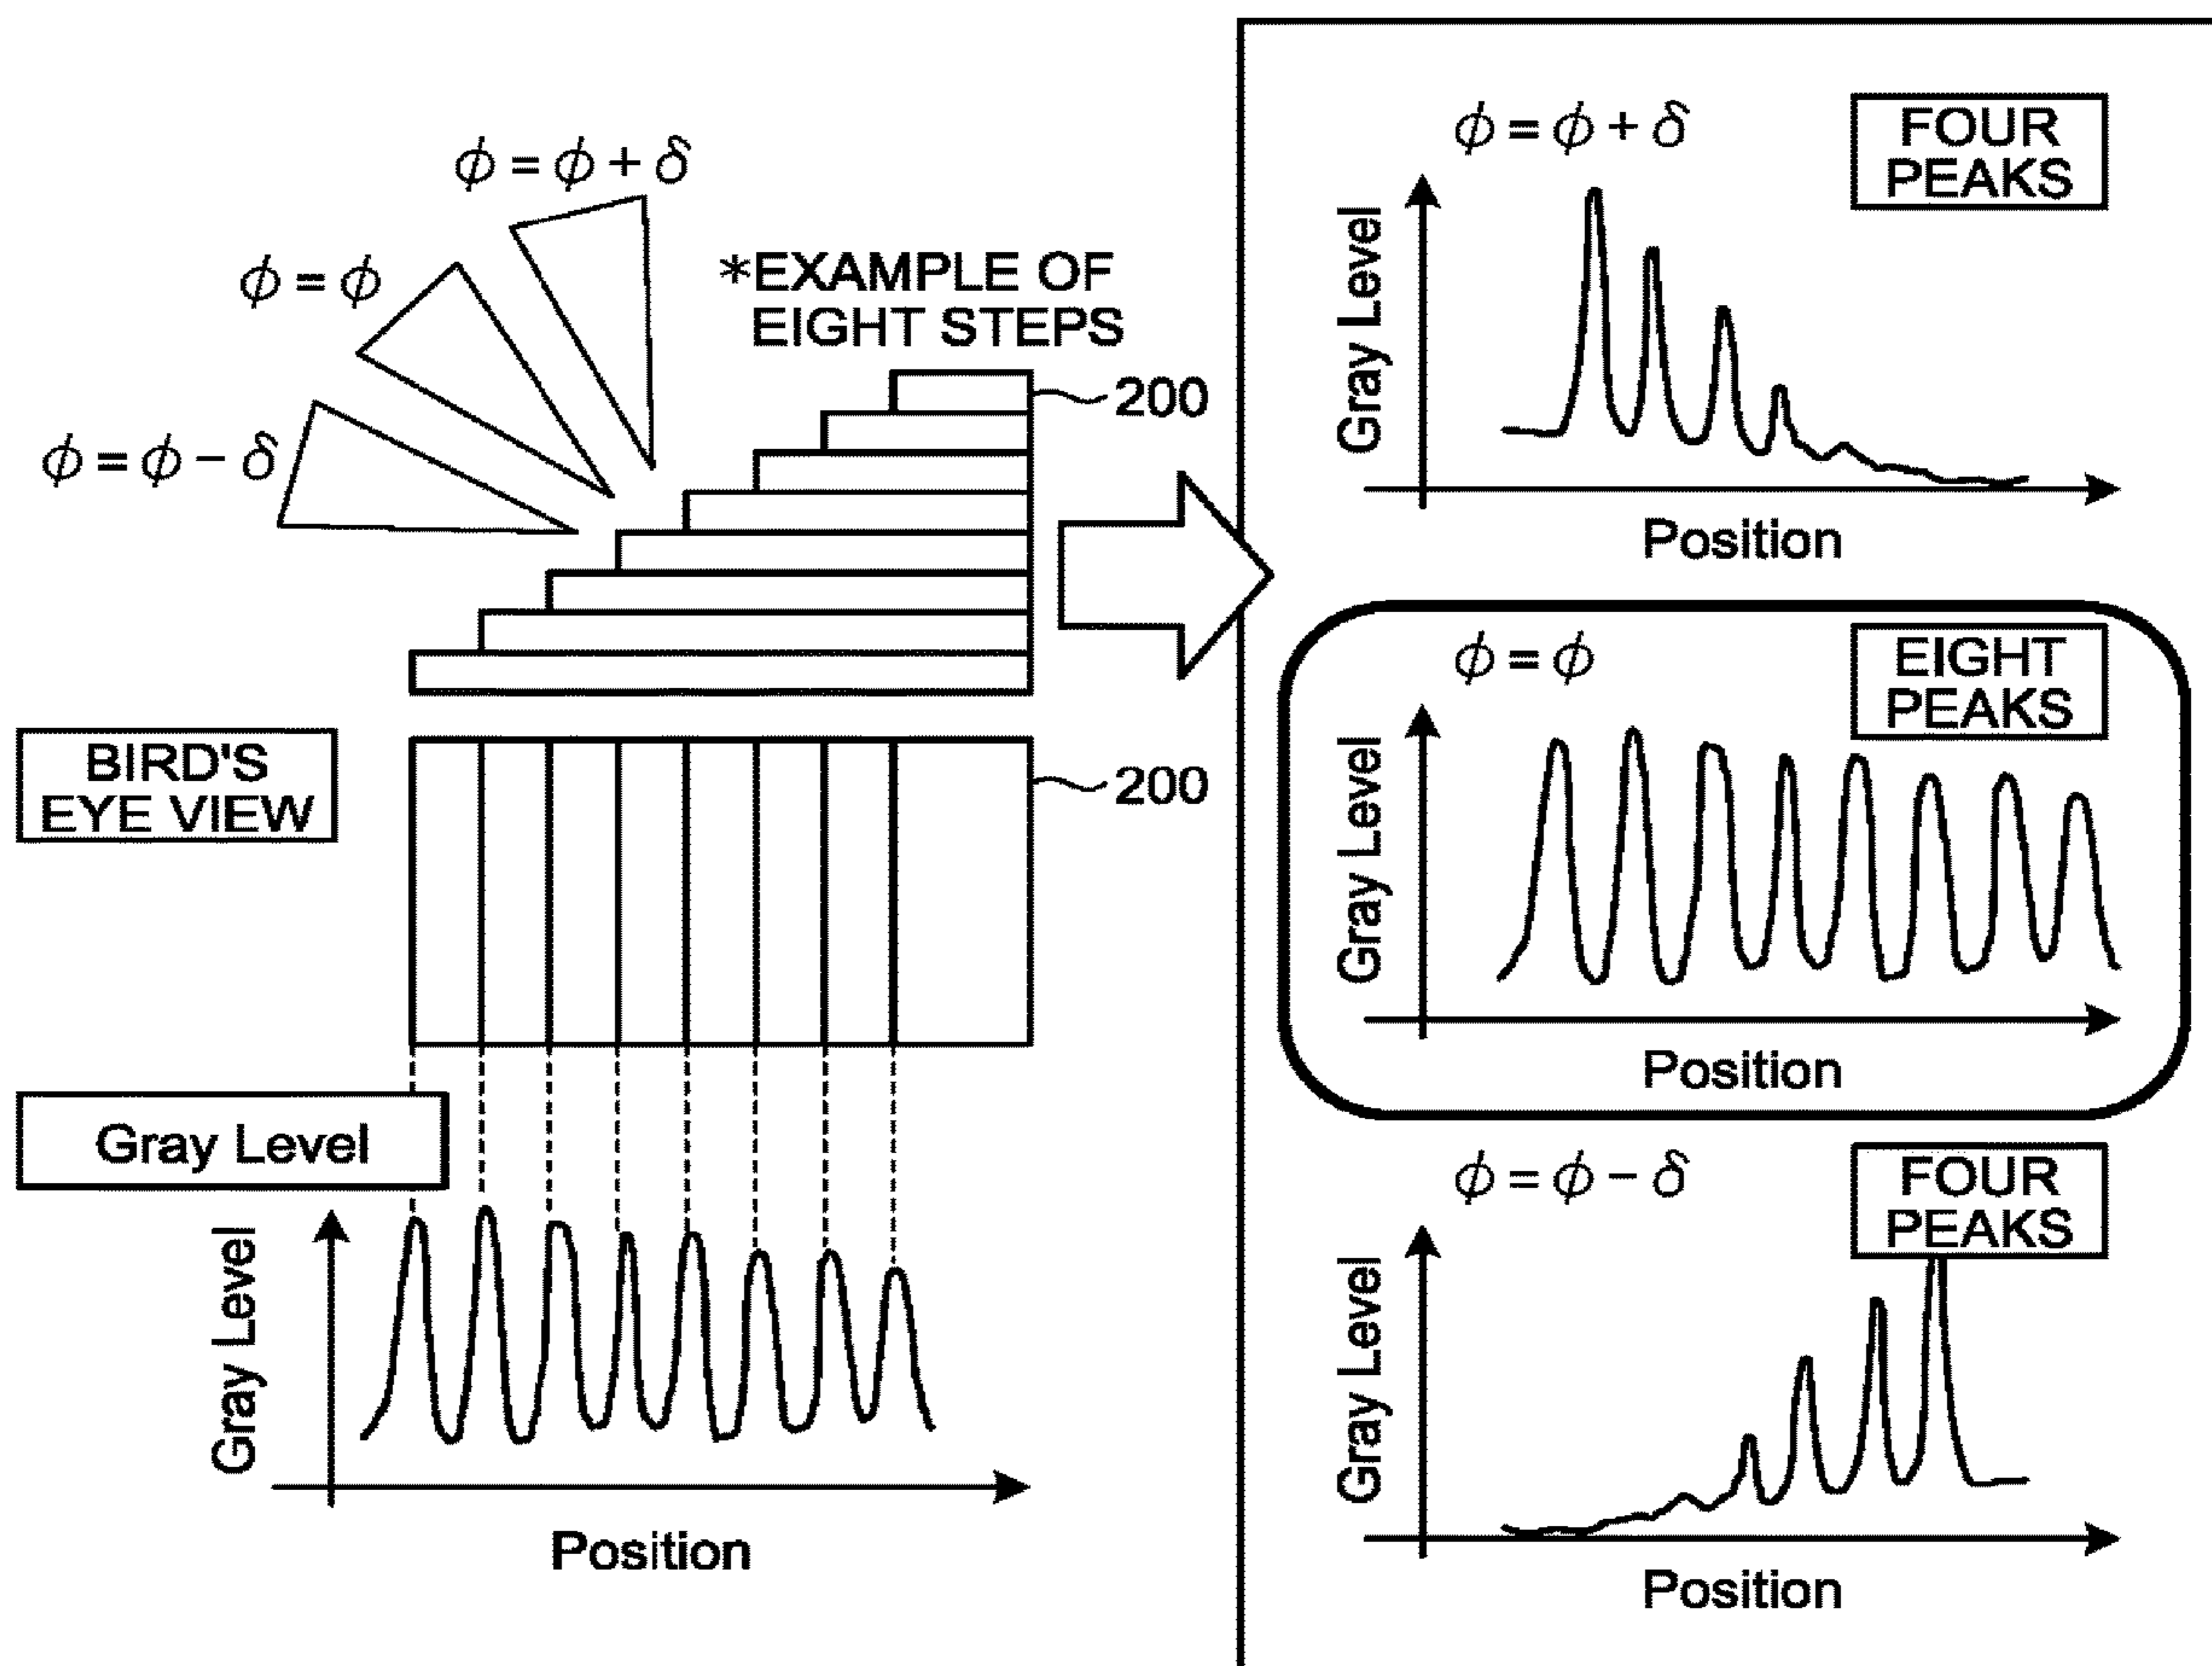 ϕ = ϕ + δ
ϕ = ϕ
ϕ = ϕ − δ
*EXAMPLE OF
EIGHT STEPS
200
BIRD'S
EYE VIEW
200
Gray Level
Gray Level
Position
ϕ = ϕ + δ
FOUR
PEAKS
Gray Level
Position
ϕ = ϕ
EIGHT
PEAKS
Gray Level
Position
ϕ = ϕ − δ
FOUR
PEAKS
Gray Level
Position